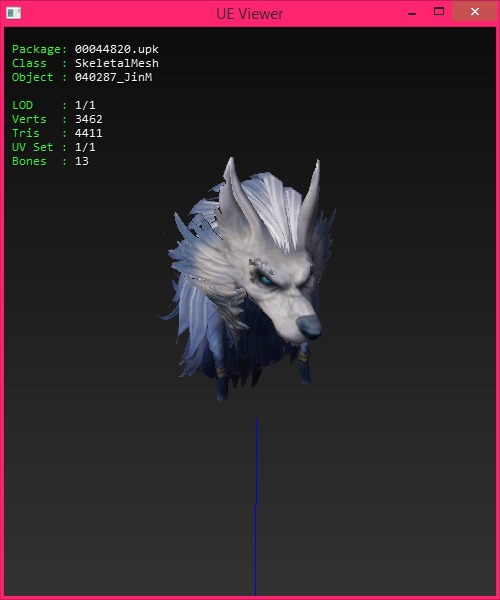 UE Viewer
Package: 00044820.upk
Class  : SkeletalMesh
Object : 040287_JinM
LOD    : 1/1
Verts  : 3462
Tris   : 4411
UV Set : 1/1
Bones  : 13